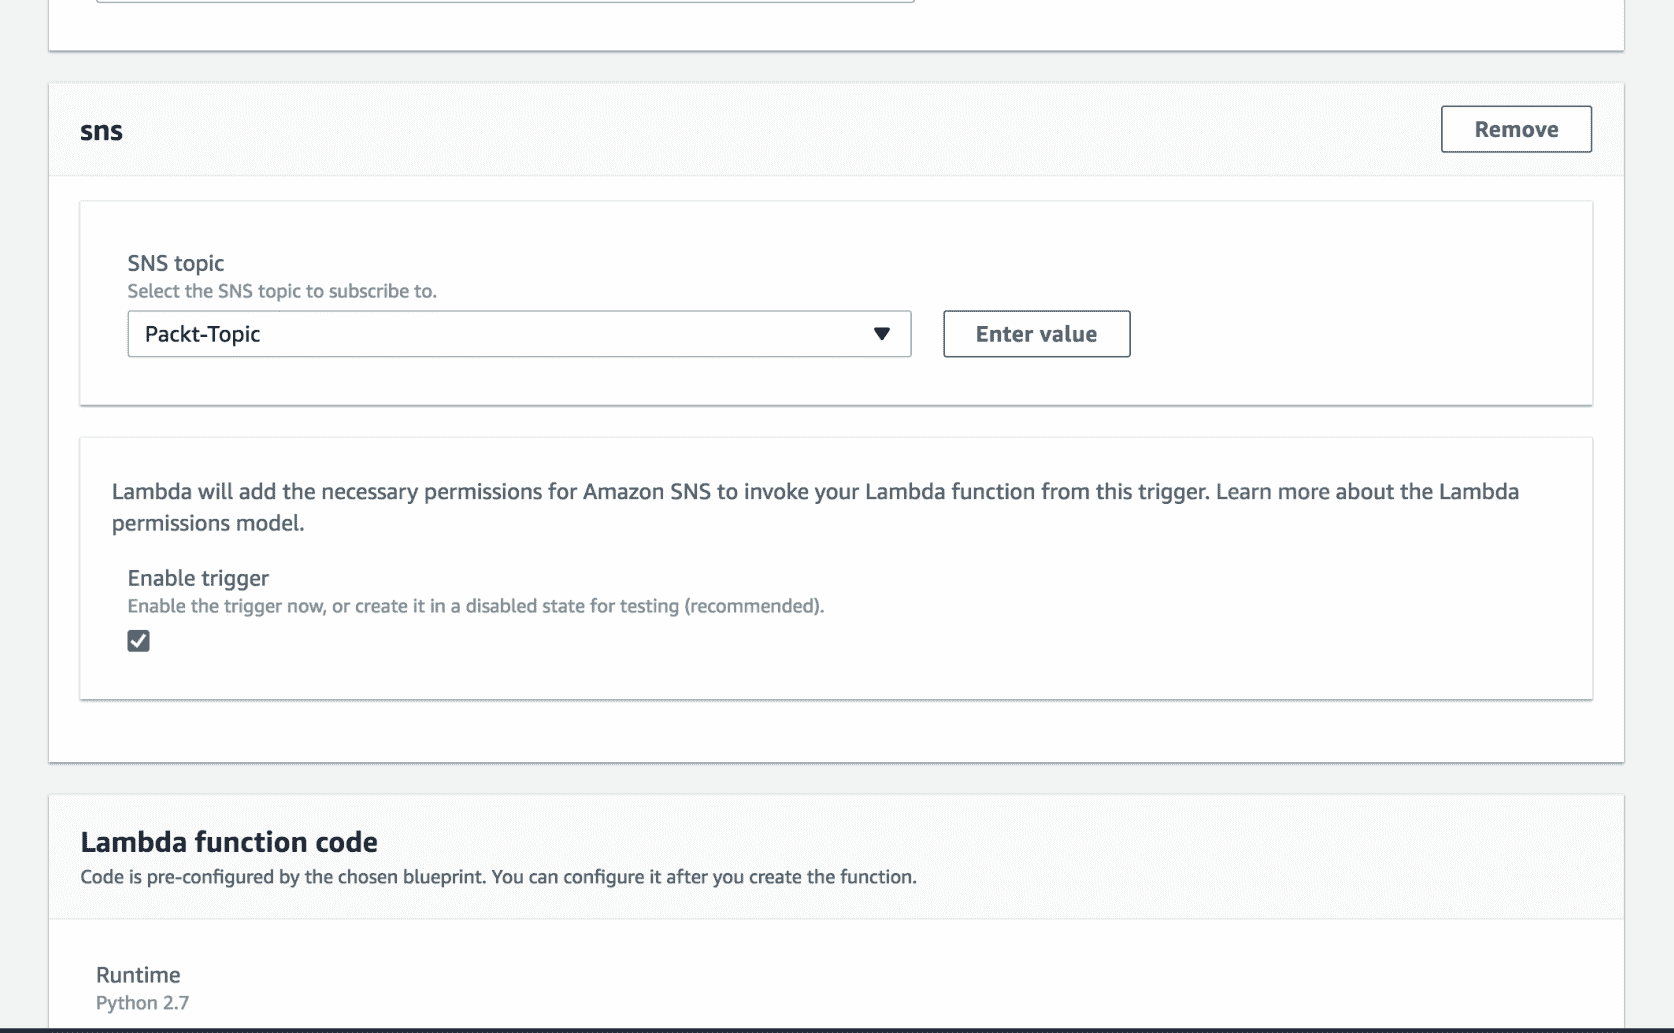 sns
Remove
SNS topic
Select the SNS topic to subscribe to.
Packt-Topic
Enter value
Lambda will add the necessary permissions for Amazon SNS to invoke your Lambda function from this trigger. Learn more about the Lambda
permissions model.
Enable trigger
Enable the trigger now, or create it in a disabled state for testing (recommended).
Lambda function code
Code is pre-configured by the chosen blueprint. You can configure it after you create the function.
Runtime
Python 2.7